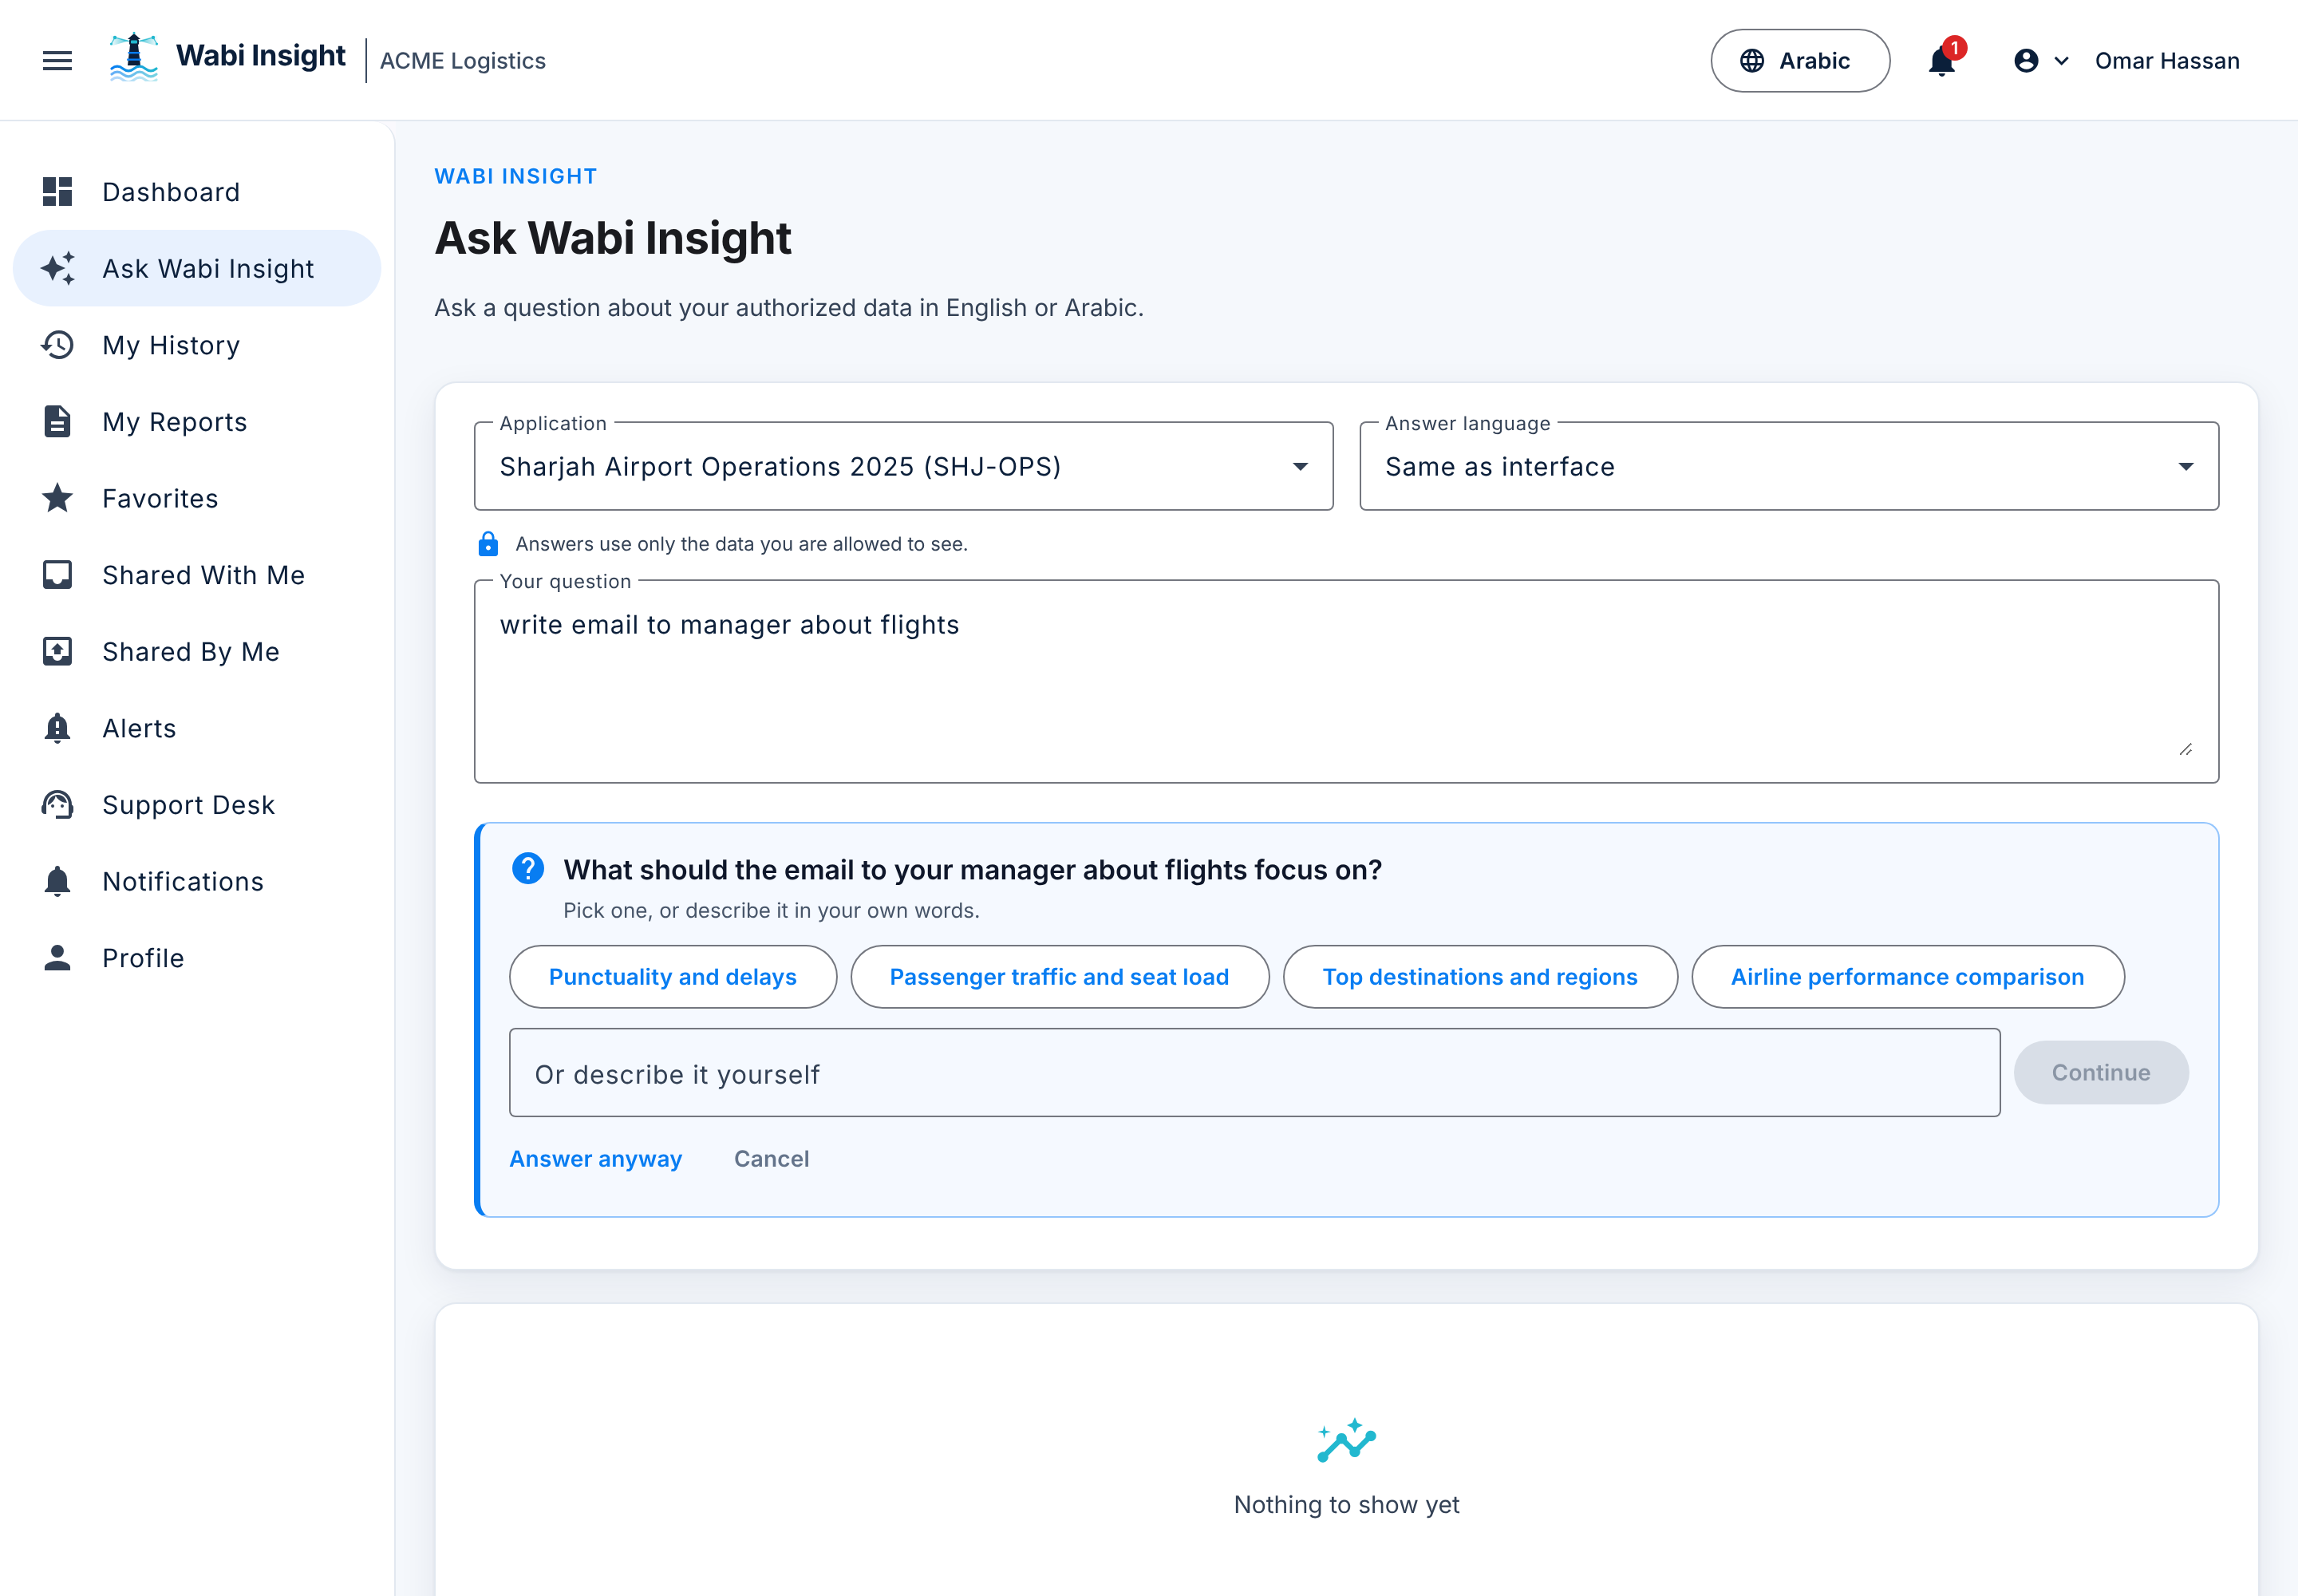 Wabi Insight
ACME Logistics
Arabic
1
Omar Hassan
Dashboard
Ask Wabi Insight
My History
My Reports
Favorites
Shared With Me
Shared By Me
Alerts
Support Desk
Notifications
Profile
WABI INSIGHT
Ask Wabi Insight
Ask a question about your authorized data in English or Arabic.
Application
Sharjah Airport Operations 2025 (SHJ-OPS)
Answer language
Same as interface
Answers use only the data you are allowed to see.
Your question
write email to manager about flights
What should the email to your manager about flights focus on?
Pick one, or describe it in your own words.
Punctuality and delays
Passenger traffic and seat load
Top destinations and regions
Airline performance comparison
Or describe it yourself
Continue
Answer anyway
Cancel
Nothing to show yet